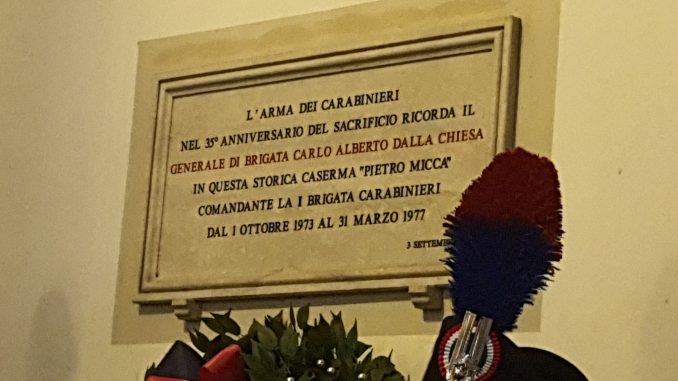 L'ARMA DEI CARABINIERI
NEL 35° ANNIVERSARIO DEL SACRIFICIO RICORDA IL
GENERALE DI BRIGATA CARLO ALBERTO DALLA CHIESA
IN QUESTA STORICA CASERMA "PIETRO MICCA"
COMANDANTE LA I BRIGATA CARABINIERI
DAL 1 OTTOBRE 1973 AL 31 MARZO 1977
3